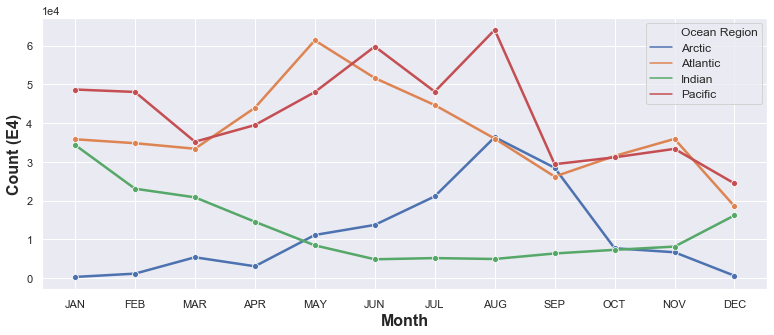 1e4
Ocean Region
Arctic
Atlantic
Indian
Pacific
6
5
4
3
2
1
0
Count (E4)
JAN FEB MAR APR MAY JUN JUL AUG SEP OCT NOV DEC
Month